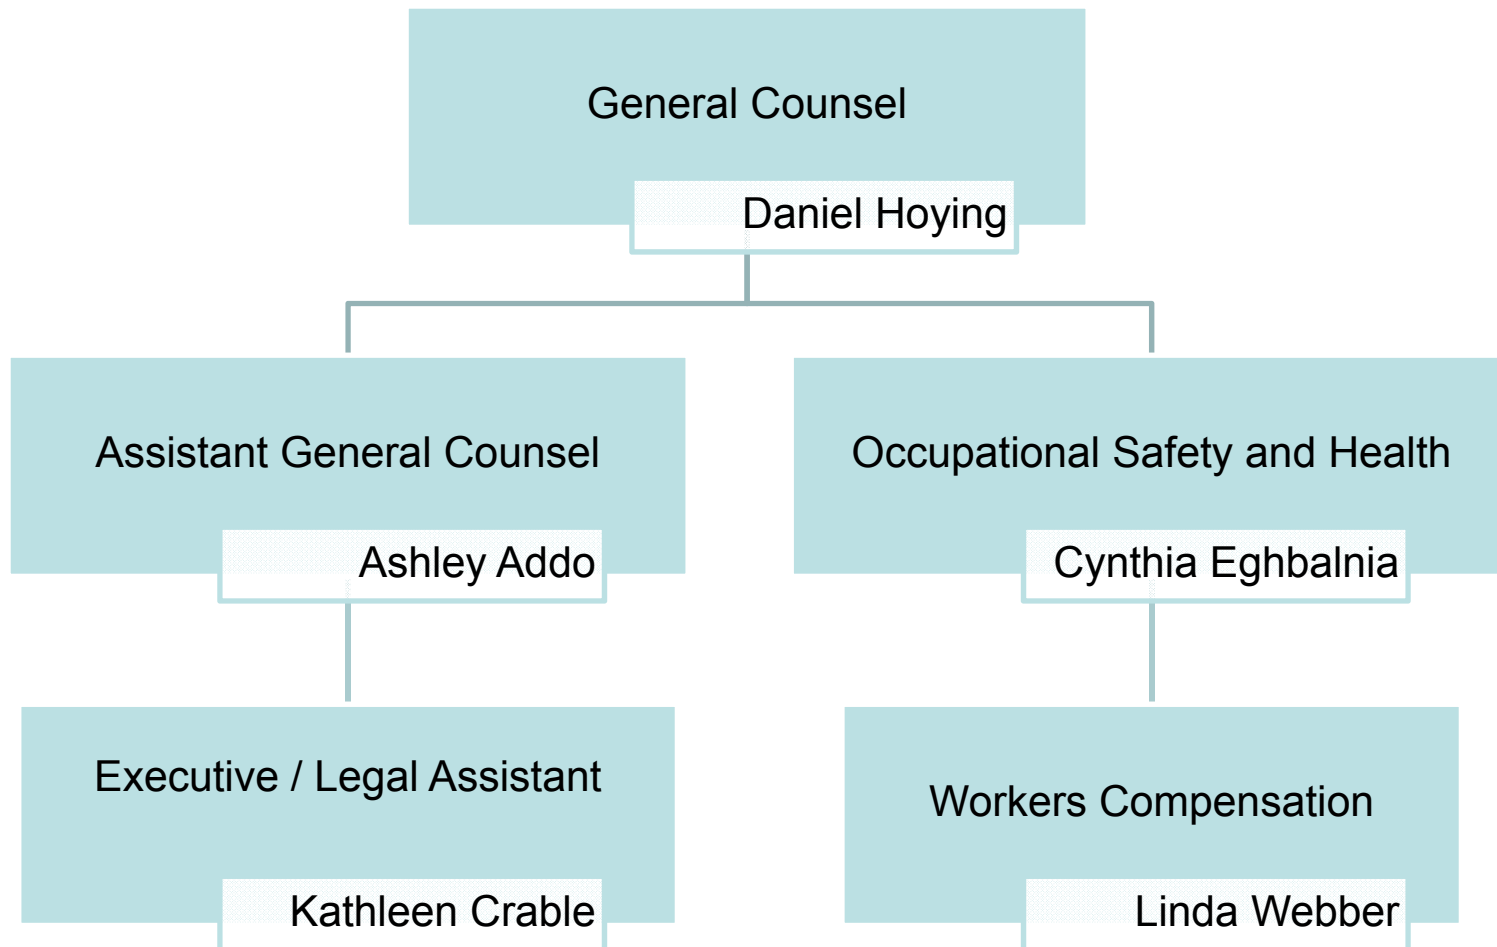 General Counsel
Daniel Hoying
Assistant General Counsel
Ashley Addo
Occupational Safety and Health
Cynthia Eghbalnia
Executive / Legal Assistant
Kathleen Crable
Workers Compensation
Linda Webber